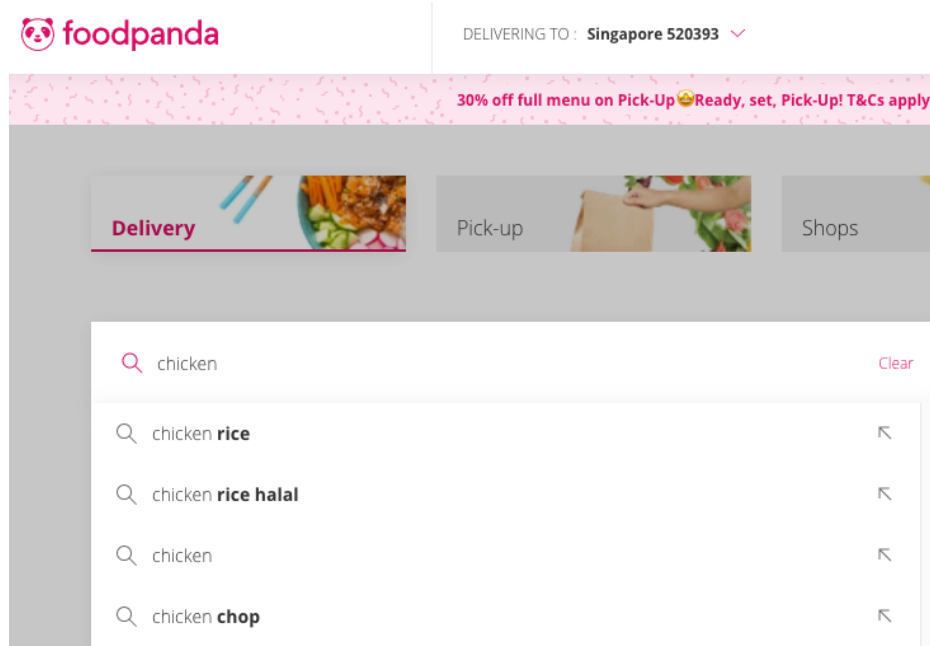 foodpanda
DELIVERING TO : Singapore 520393
30% off full menu on Pick-Up🤩Ready, set, Pick-Up! T&Cs apply
Delivery
Pick-up
Shops
chicken
Clear
chicken rice
chicken rice halal
chicken
chicken chop